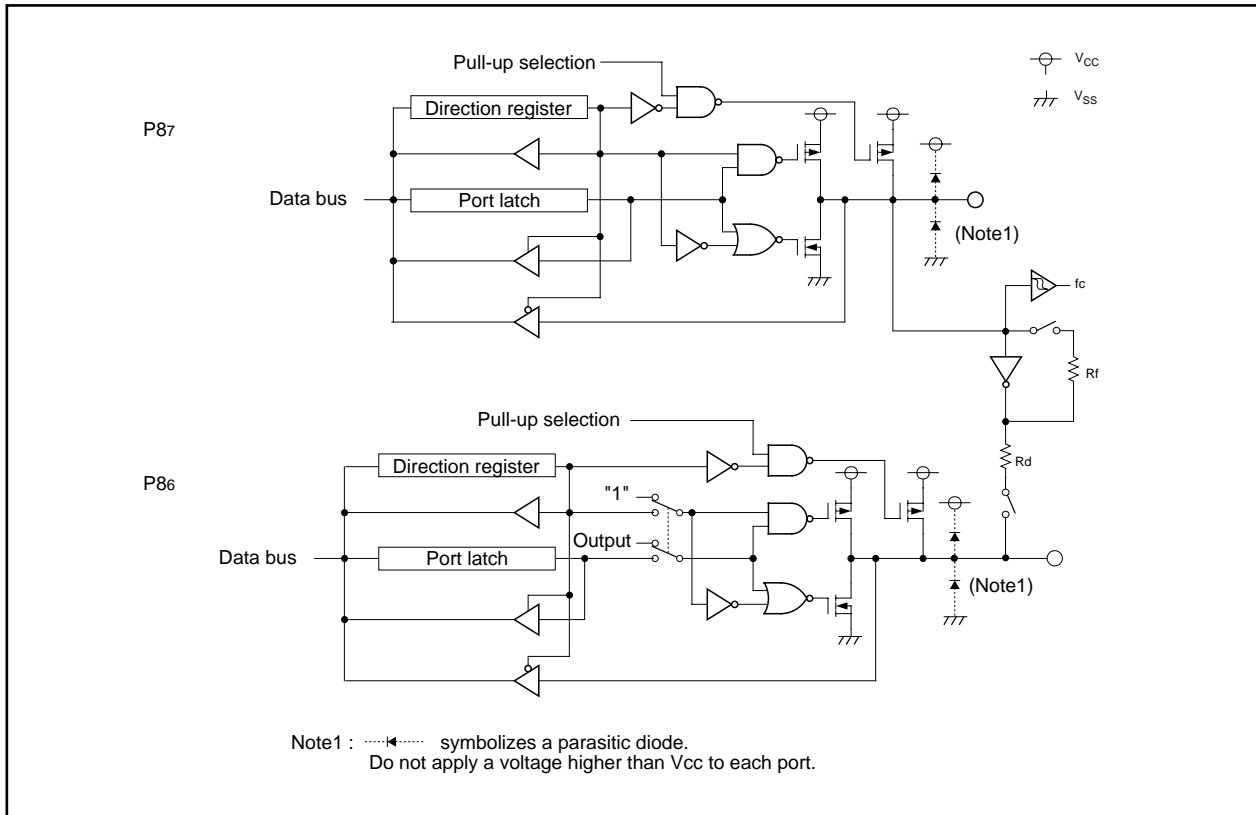 Pull-up selection
VCC
Direction register
VSS
P87
Data bus
Port latch
(Note1)
fc
Rf
Pull-up selection
Direction register
Rd
P86
"1"
Output
Data bus
Port latch
(Note1)
Note1 : symbolizes a parasitic diode.
Do not apply a voltage higher than Vcc to each port.